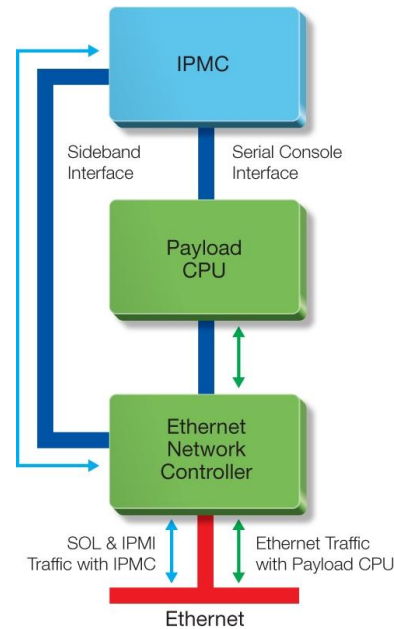 IPMC
Sideband
Interface
Serial Console
Interface
Payload
CPU
Ethernet
Network
Controller
SOL & IPMI
Traffic with IPMC
Ethernet Traffic
with Payload CPU
Ethernet